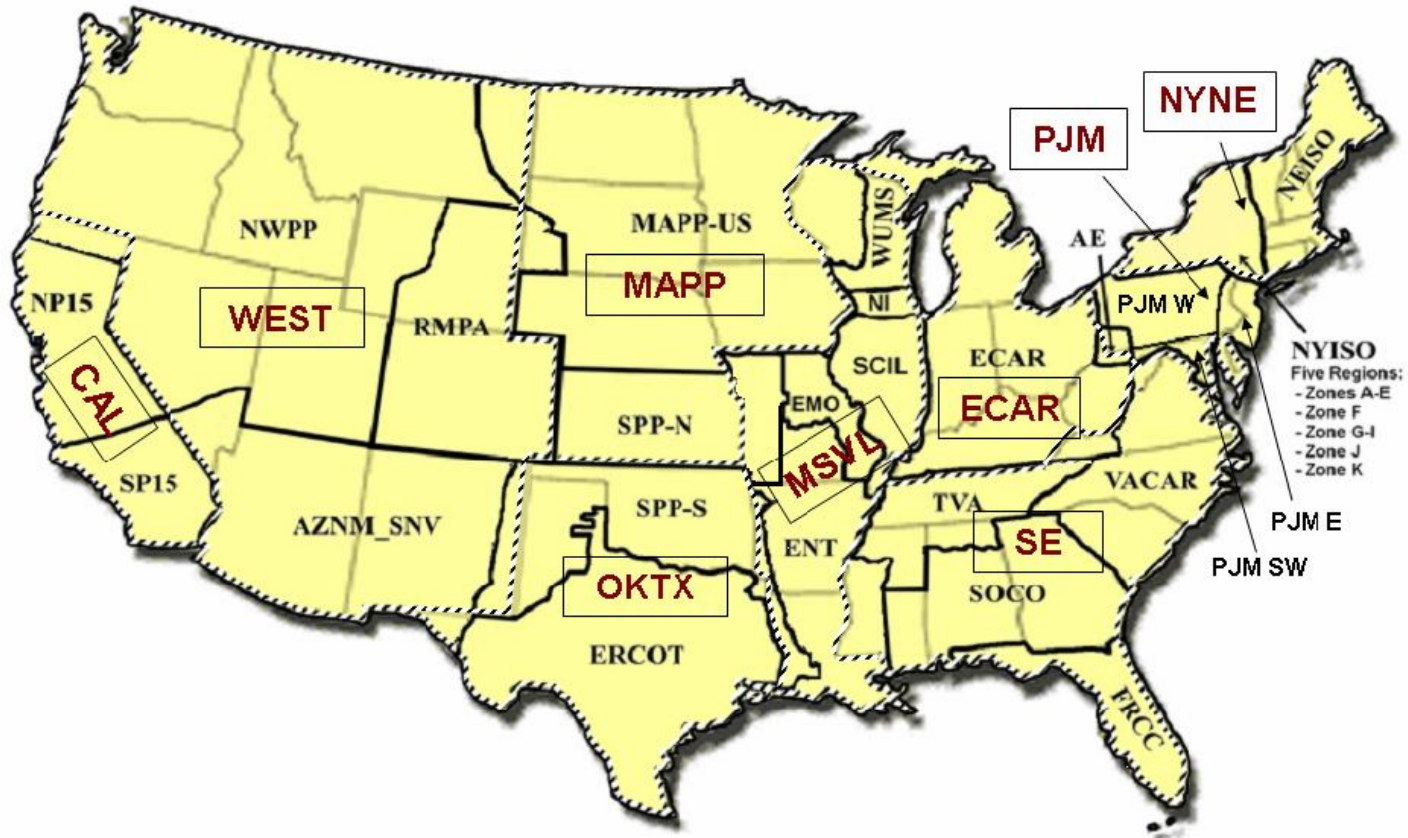 NYNE
PJM
NEISO
WUMS
MAPP-US
NWPP
AE
MAPP
NI
PJM W
NP15
WEST
RMPA
ECAR
NYISO
Five Regions:
- Zones A-E
- Zone F
- Zone G-I
- Zone J
- Zone K
SCIL
CAL
EMO
ECAR
SPP-N
MSVL
SP15
VACAR
TVA
SPP-S
AZNM_SNV
PJM E
ENT
SE
PJM SW
OKTX
SOCO
ERCOT
FRCC